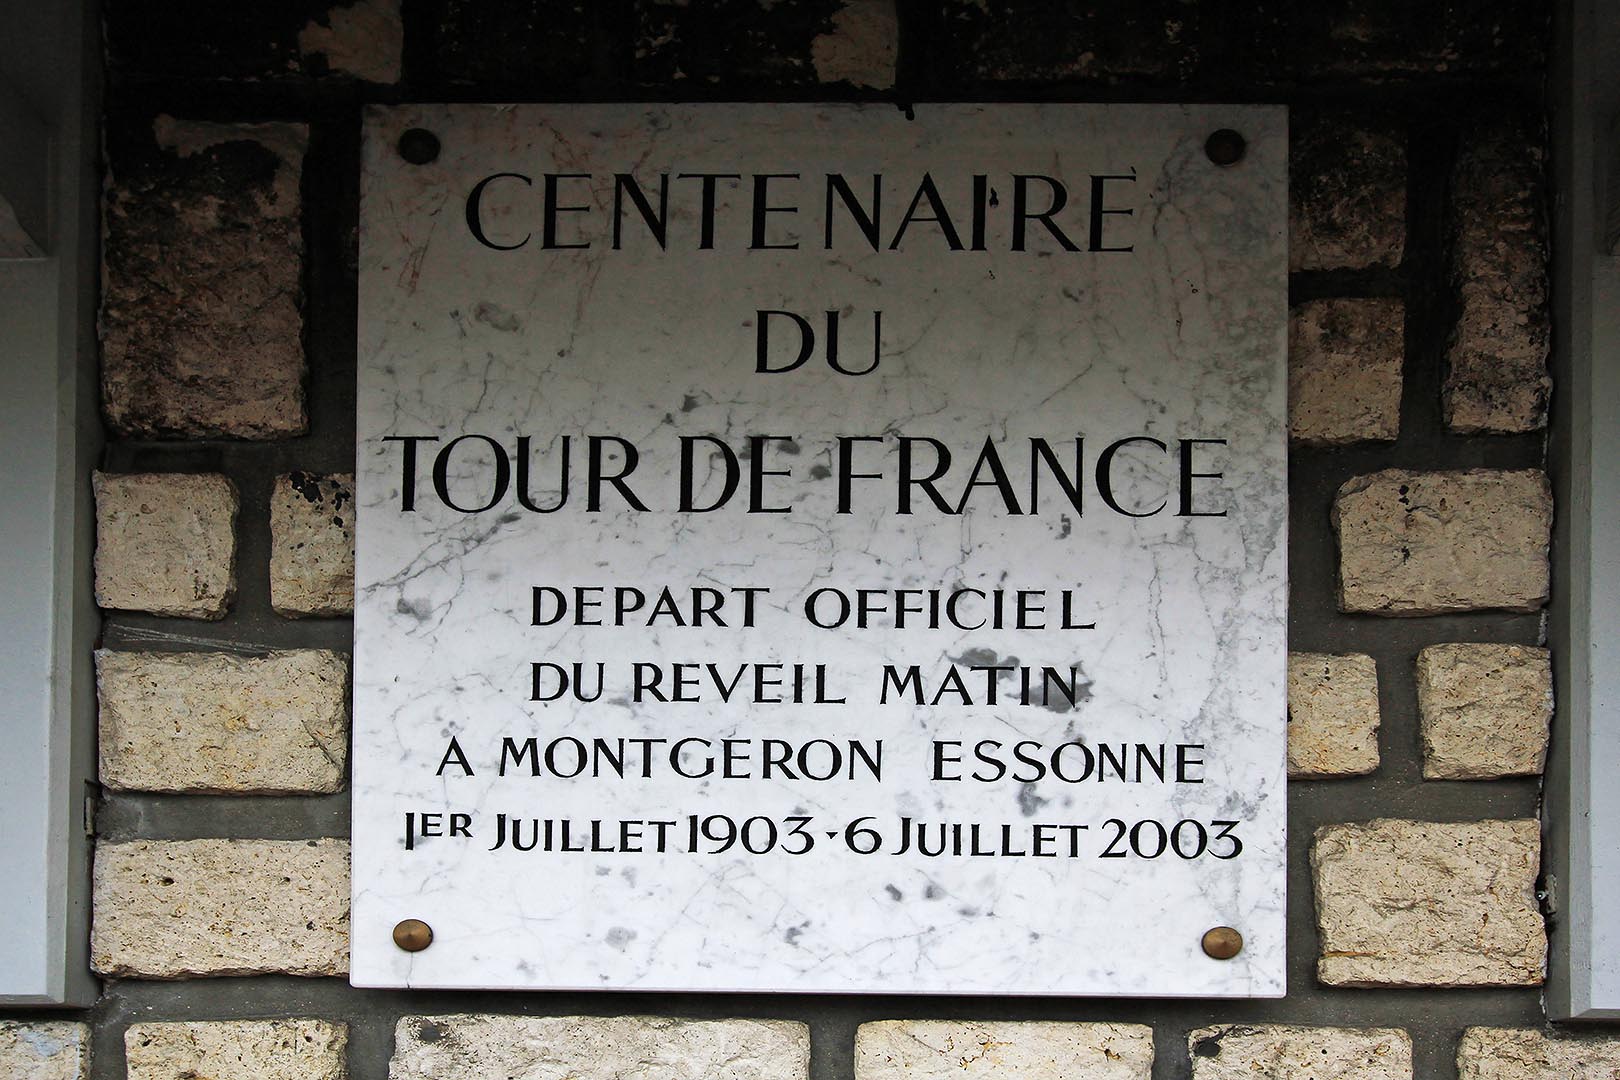 CENTENAIRE
DU
TOUR DE FRANCE
DEPART OFFICIEL
DU REVEIL MATIN
A MONTGERON ESSONNE
1ER JUILLET 1903 · 6 JUILLET 2003